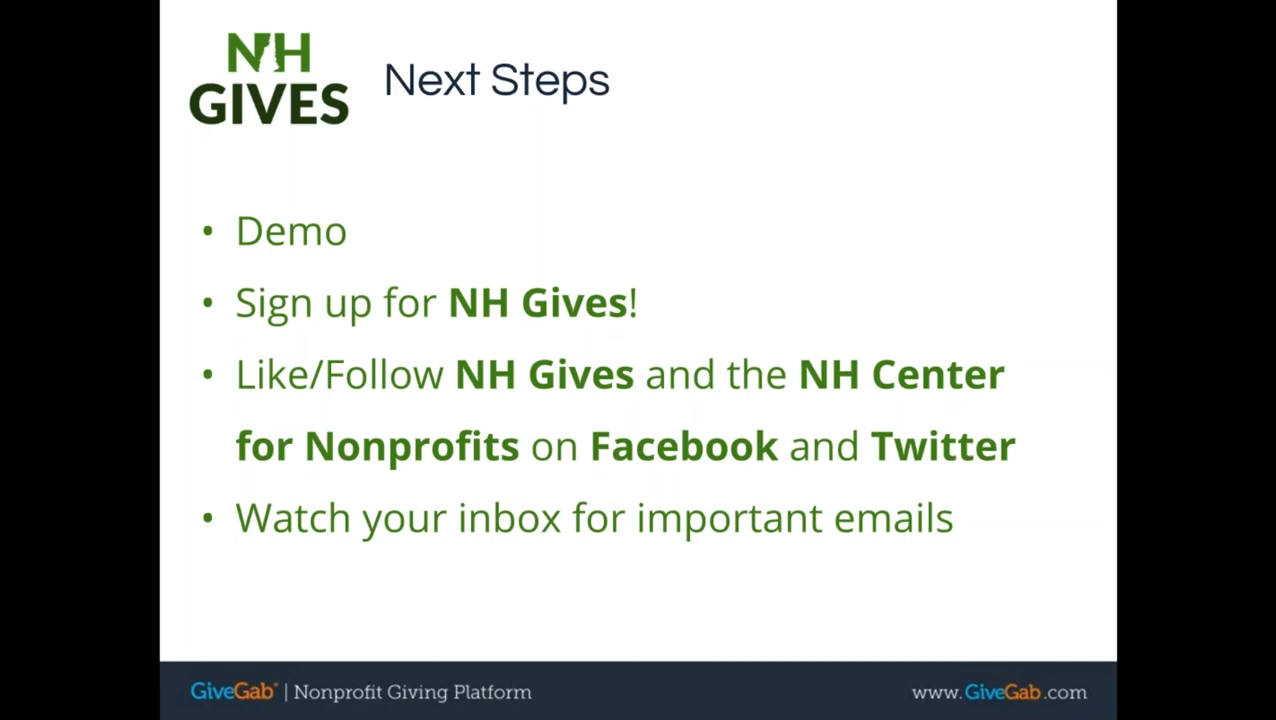 NH
GIVES
Next Steps
• Demo
• Sign up for NH Gives!
• Like/Follow NH Gives and the NH Center
for Nonprofits on Facebook and Twitter
• Watch your inbox for important emails
GiveGab® | Nonprofit Giving Platform
www.GiveGab.com